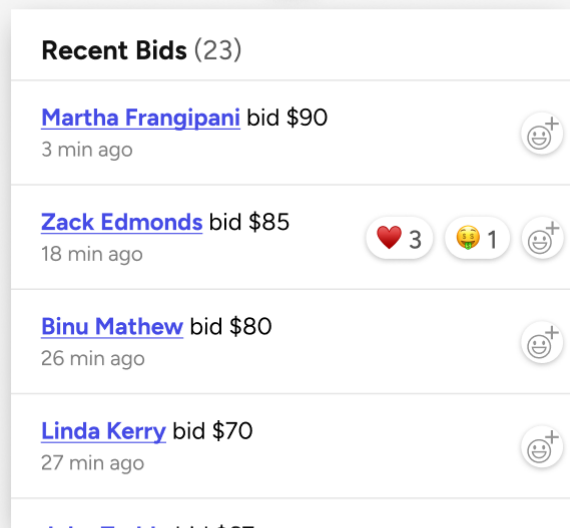 Recent Bids (23)
Martha Frangipani bid $90
3 min ago
Zack Edmonds bid $85
18 min ago
3
1
Binu Mathew bid $80
26 min ago
Linda Kerry bid $70
27 min ago